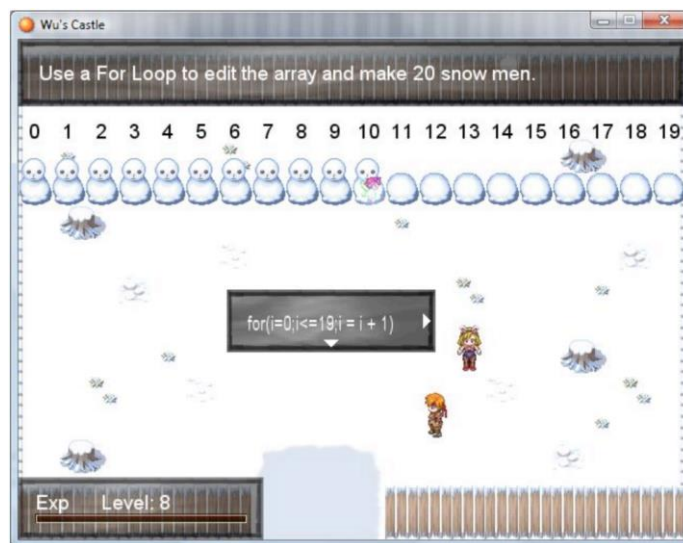 Wu's Castle
Use a For Loop to edit the array and make 20 snow men.
0 1 2 3 4 5 6 7 8 9 10 11 12 13 14 15 16 17 18 19
for(i=0;i<=19;i = i + 1)
Exp Level: 8